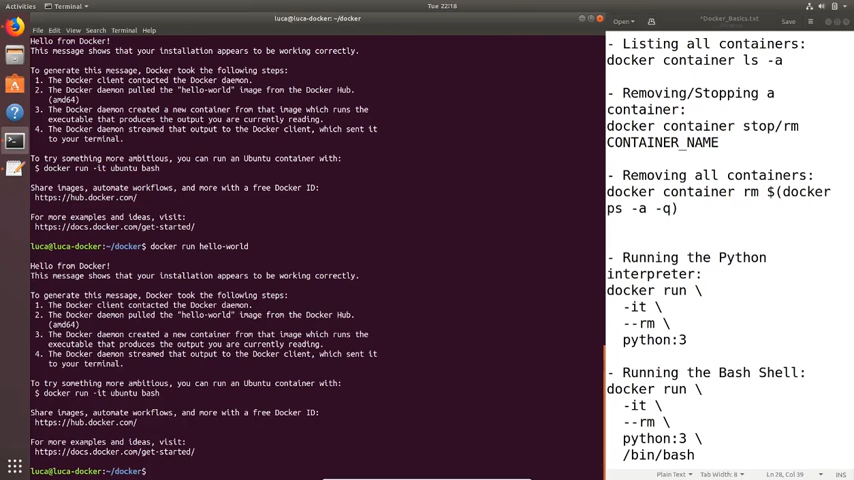 Activities
Terminal
Tue 22:18
luca@luca-docker: ~/docker
File Edit View Search Terminal Help
Hello from Docker!
This message shows that your installation appears to be working correctly.
To generate this message, Docker took the following steps:
1. The Docker client contacted the Docker daemon.
2. The Docker daemon pulled the "hello-world" image from the Docker Hub.
(amd64)
3. The Docker daemon created a new container from that image which runs the
executable that produces the output you are currently reading.
4. The Docker daemon streamed that output to the Docker client, which sent it
to your terminal.
To try something more ambitious, you can run an Ubuntu container with:
$ docker run -it ubuntu bash
Share images, automate workflows, and more with a free Docker ID:
https://hub.docker.com/
For more examples and ideas, visit:
https://docs.docker.com/get-started/
luca@luca-docker:~/docker$ docker run hello-world
Hello from Docker!
This message shows that your installation appears to be working correctly.
To generate this message, Docker took the following steps:
1. The Docker client contacted the Docker daemon.
2. The Docker daemon pulled the "hello-world" image from the Docker Hub.
(amd64)
3. The Docker daemon created a new container from that image which runs the
executable that produces the output you are currently reading.
4. The Docker daemon streamed that output to the Docker client, which sent it
to your terminal.
To try something more ambitious, you can run an Ubuntu container with:
$ docker run -it ubuntu bash
Share images, automate workflows, and more with a free Docker ID:
https://hub.docker.com/
For more examples and ideas, visit:
https://docs.docker.com/get-started/
luca@luca-docker:~/docker$
Open
*Docker_Basics.txt
Save
- Listing all containers:
docker container ls -a
- Removing/Stopping a
container:
docker container stop/rm
CONTAINER_NAME
- Removing all containers:
docker container rm $(docker
ps -a -q)
- Running the Python
interpreter:
docker run \
-it \
--rm \
python:3
- Running the Bash Shell:
docker run \
-it \
--rm \
python:3 \
/bin/bash
Plain Text
Tab Width: 8
Ln 28, Col 39
INS